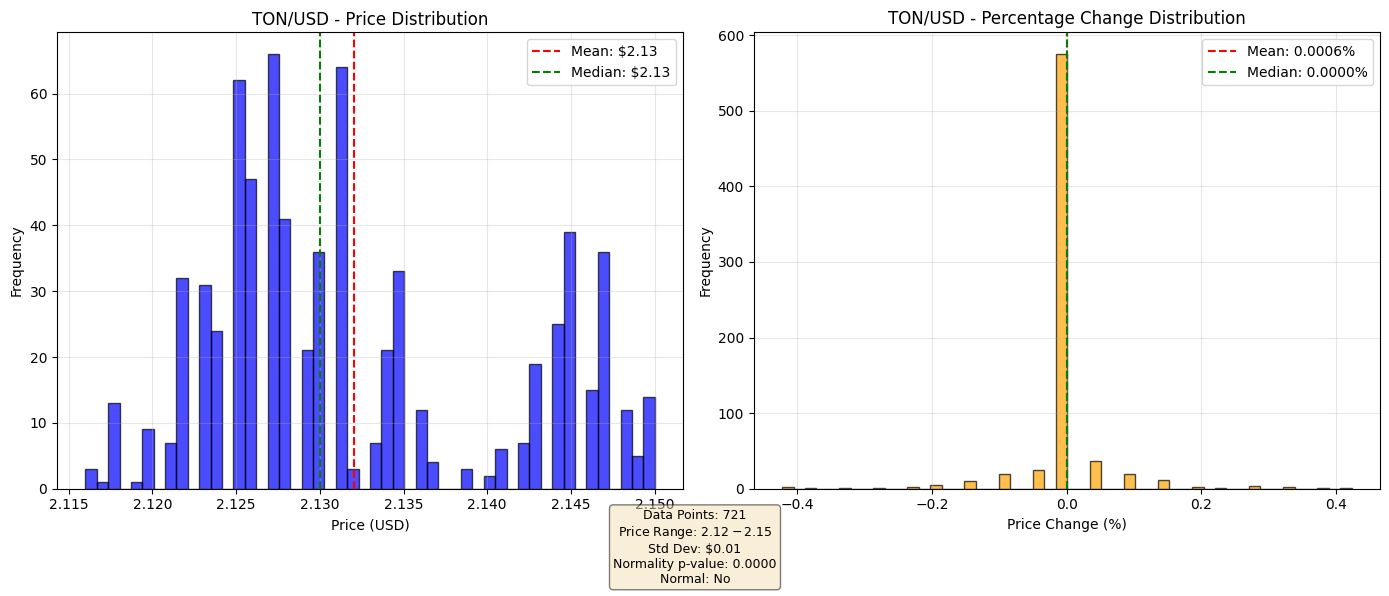 TON/USD - Price Distribution
Mean: $2.13
Median: $2.13
Frequency
60
50
40
30
20
10
0
2.115
2.120
2.125
2.130
2.135
2.140
2.145
2.150
Price (USD)
TON/USD - Percentage Change Distribution
Mean: 0.0006%
Median: 0.0000%
Frequency
600
500
400
300
200
100
0
−0.4
−0.2
0.0
0.2
0.4
Price Change (%)
Data Points: 721
Price Range: 2.12 − 2.15
Std Dev: $0.01
Normality p-value: 0.0000
Normal: No